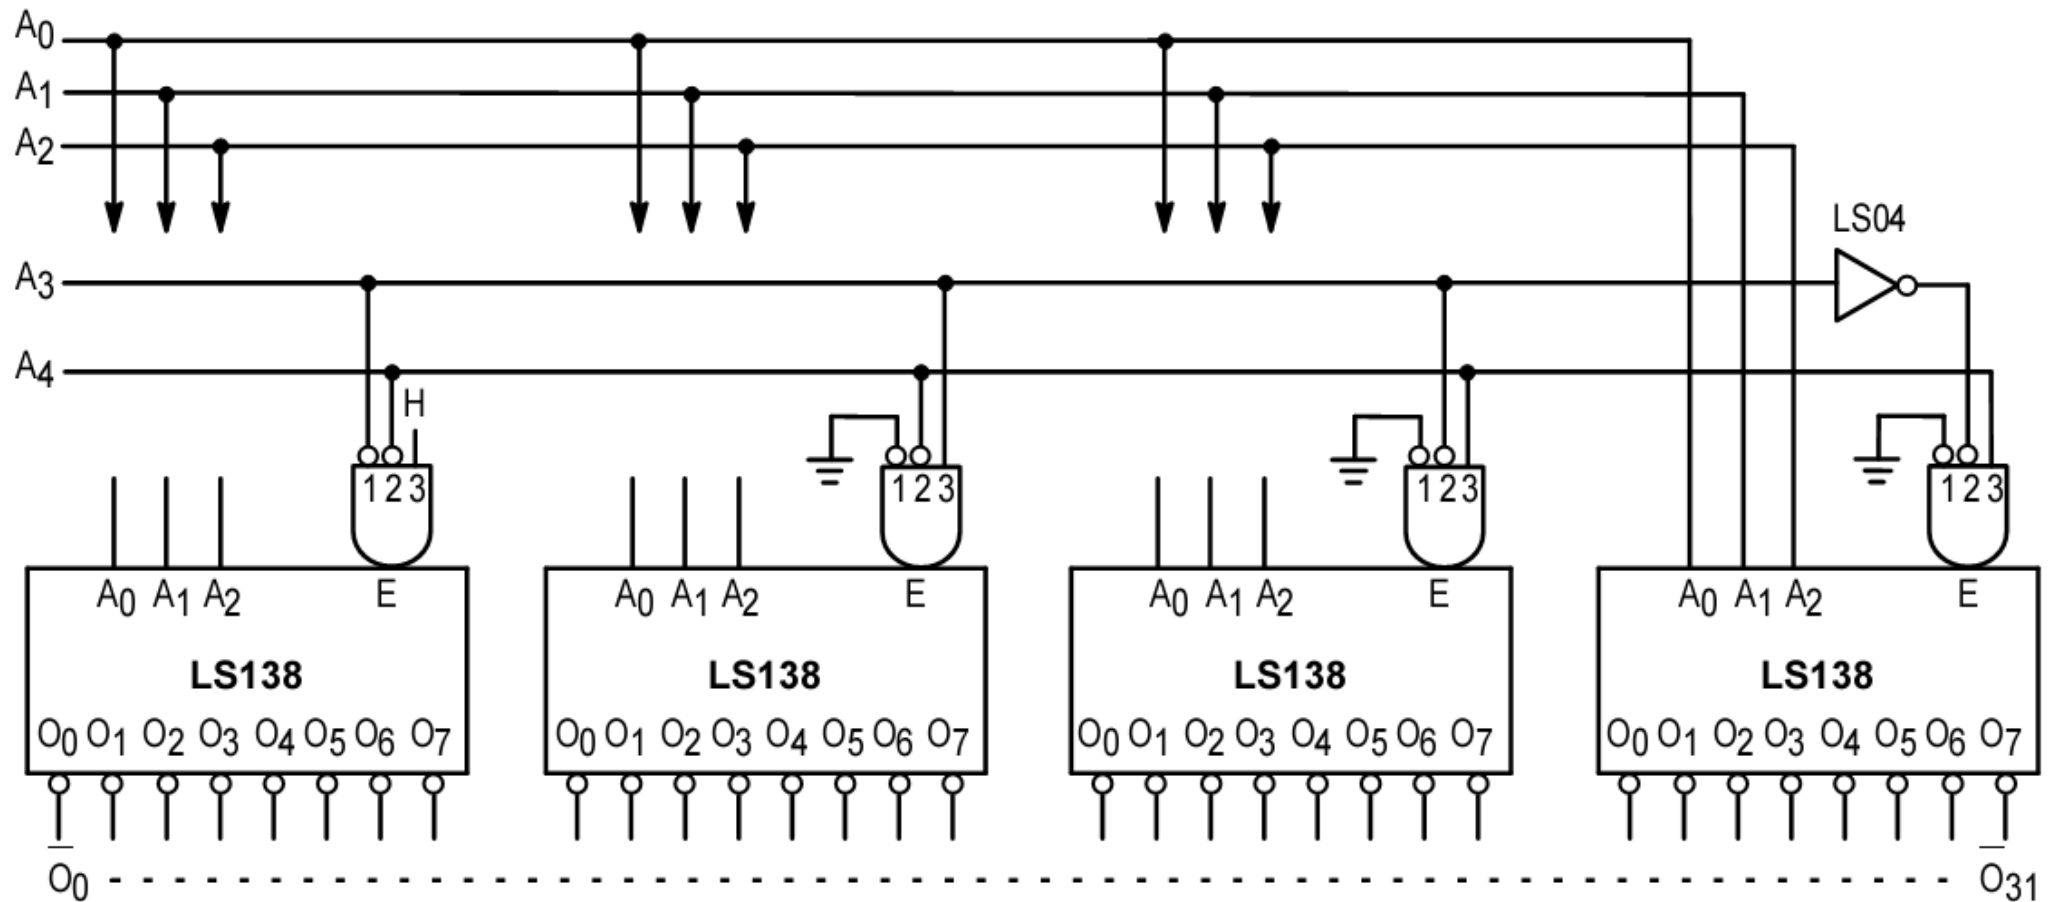 A0
A1
A2
LS04
A3
A4
H
1 2 3
1 2 3
1 2 3
1 2 3
A0 A1 A2 E
A0 A1 A2 E
A0 A1 A2 E
A0 A1 A2 E
LS138
LS138
LS138
LS138
O0 O1 O2 O3 O4 O5 O6 O7
O0 O1 O2 O3 O4 O5 O6 O7
O0 O1 O2 O3 O4 O5 O6 O7
O0 O1 O2 O3 O4 O5 O6 O7
O̅0 - - - - - - - - - - - - - - - - - - - - - - - - - - - - - - - - - - - - - - - - - - - - - - - - - - - - O̅31